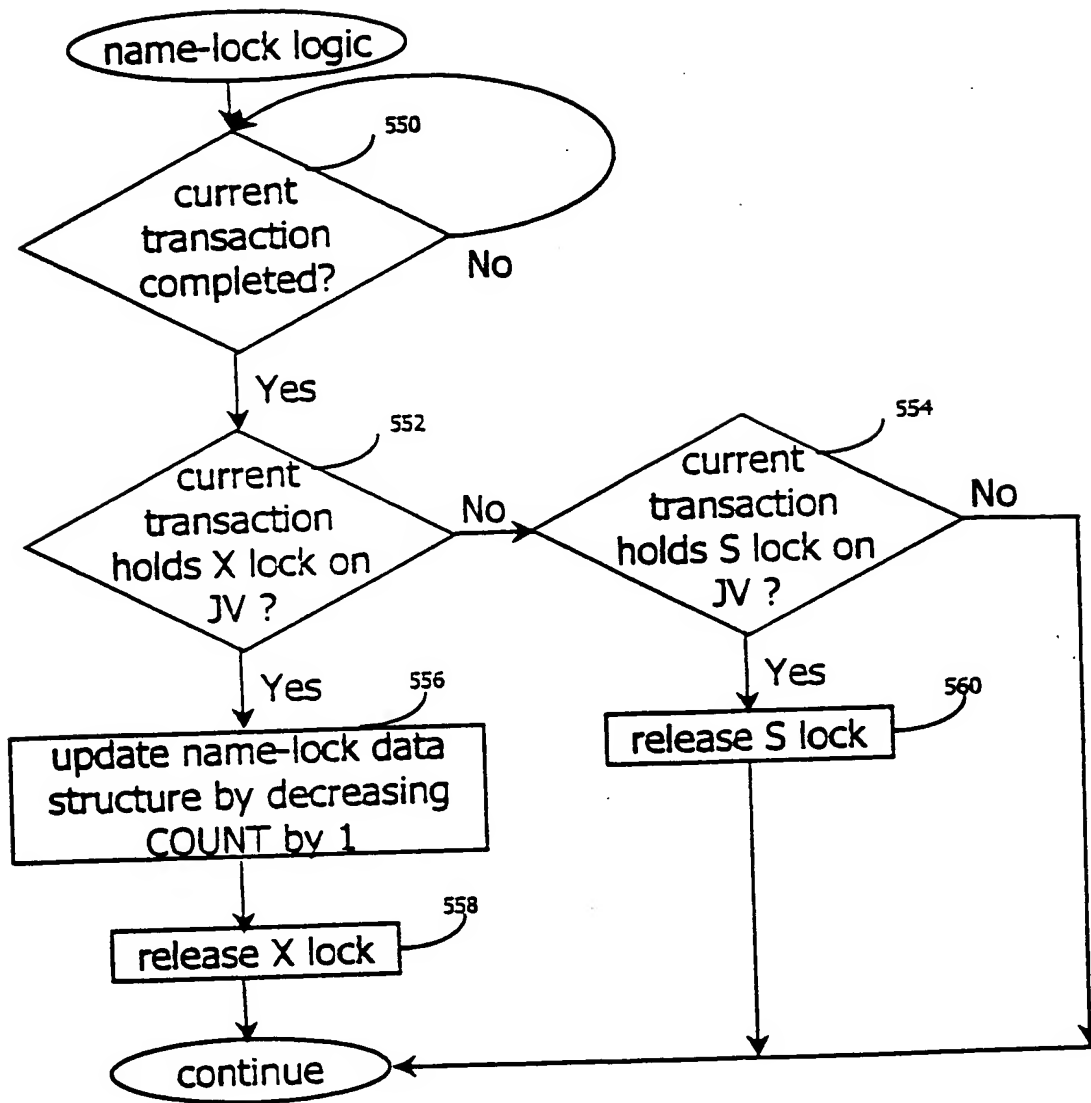 name-lock logic
550
current
transaction
completed?
No
Yes
552
current
transaction
holds X lock on
JV ?
No
554
current
transaction
holds S lock on
JV ?
No
Yes
556
update name-lock data
structure by decreasing
COUNT by 1
Yes
560
release S lock
558
release X lock
continue